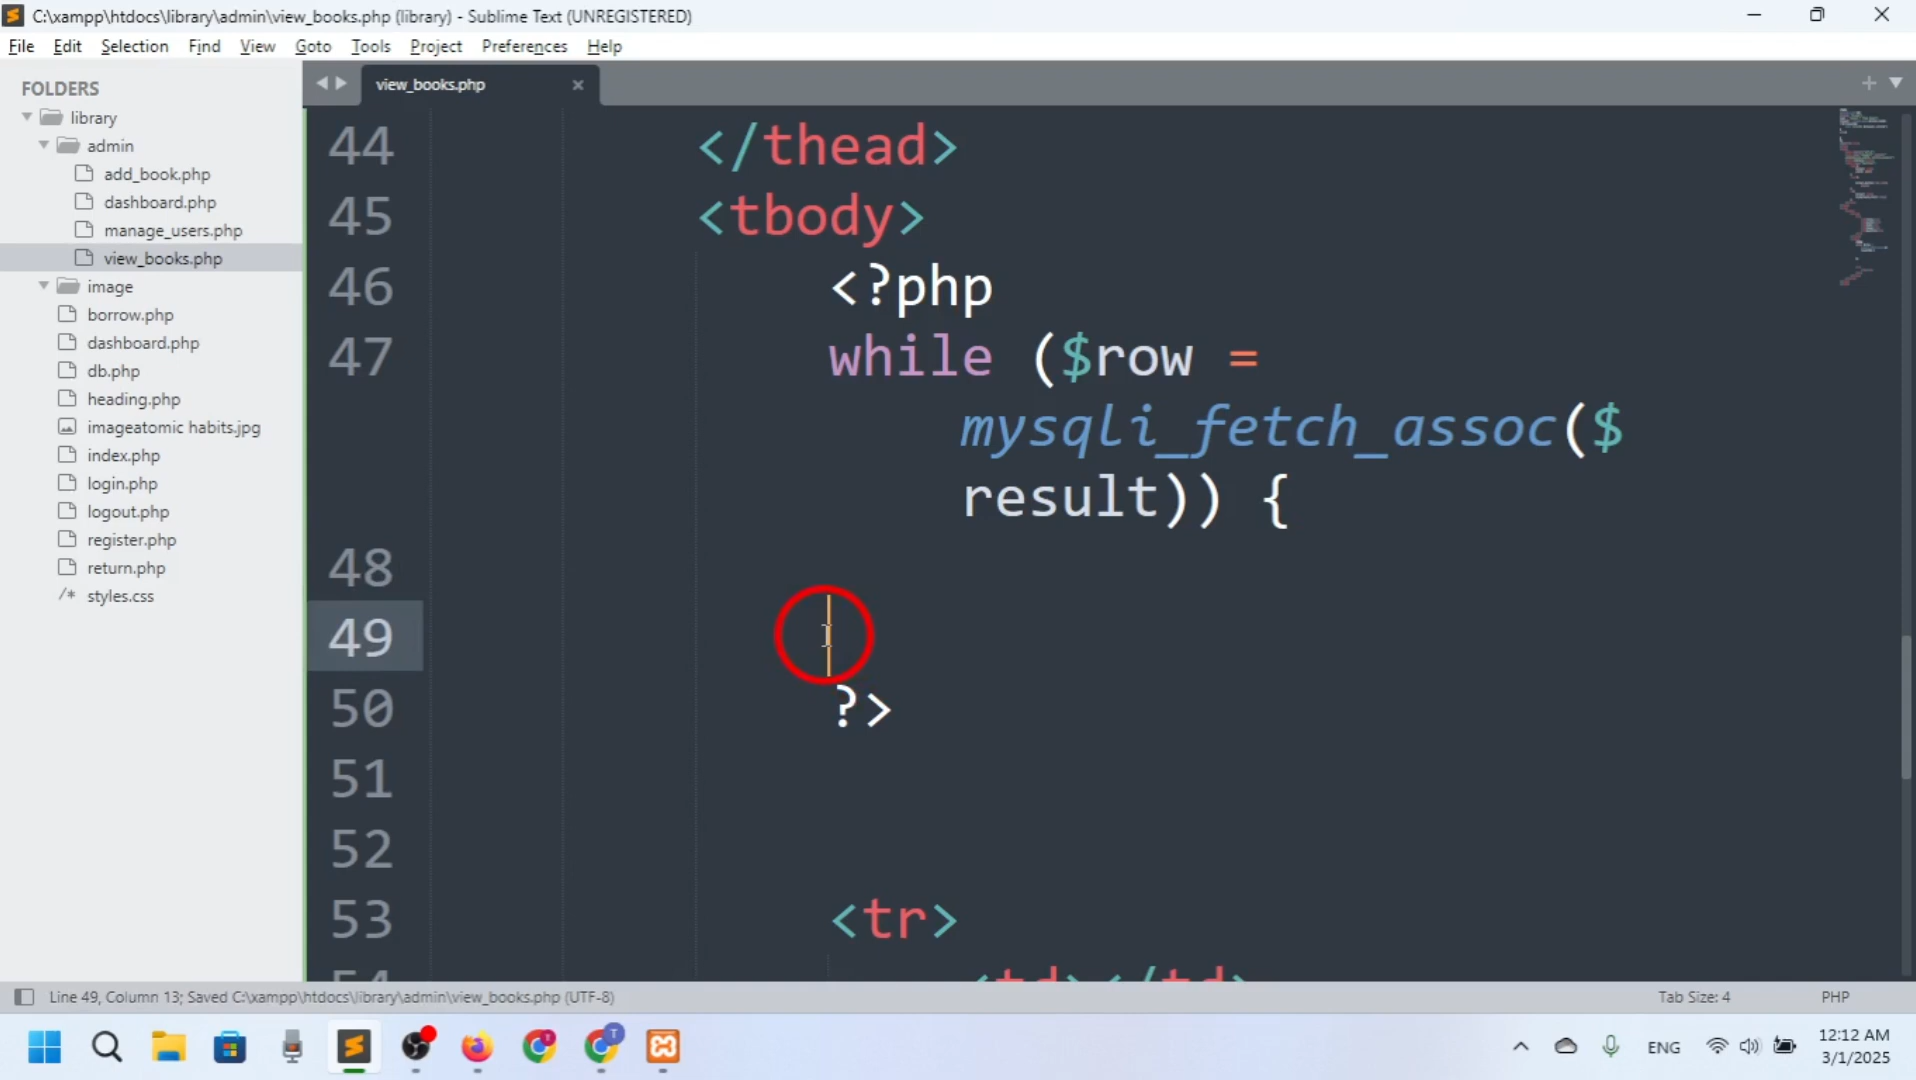 C:\xampp\htdocs\library\admin\view_books.php (library) - Sublime Text (UNREGISTERED)
File Edit Selection Find View Goto Tools Project Preferences Help
FOLDERS
library
admin
add_book.php
dashboard.php
manage_users.php
view_books.php
image
borrow.php
dashboard.php
db.php
heading.php
imageatomic habits.jpg
index.php
login.php
logout.php
register.php
return.php
/* styles.css
view_books.php
44 </thead>
45 <tbody>
46 <?php
47 while ($row =
mysqli_fetch_assoc($
result)) {
48
49
50 ?>
51
52
53 <tr>
54 <td></td>
Line 49, Column 13; Saved C:\xampp\htdocs\library\admin\view_books.php (UTF-8)
Tab Size: 4
PHP
T
ENG
12:12 AM
3/1/2025